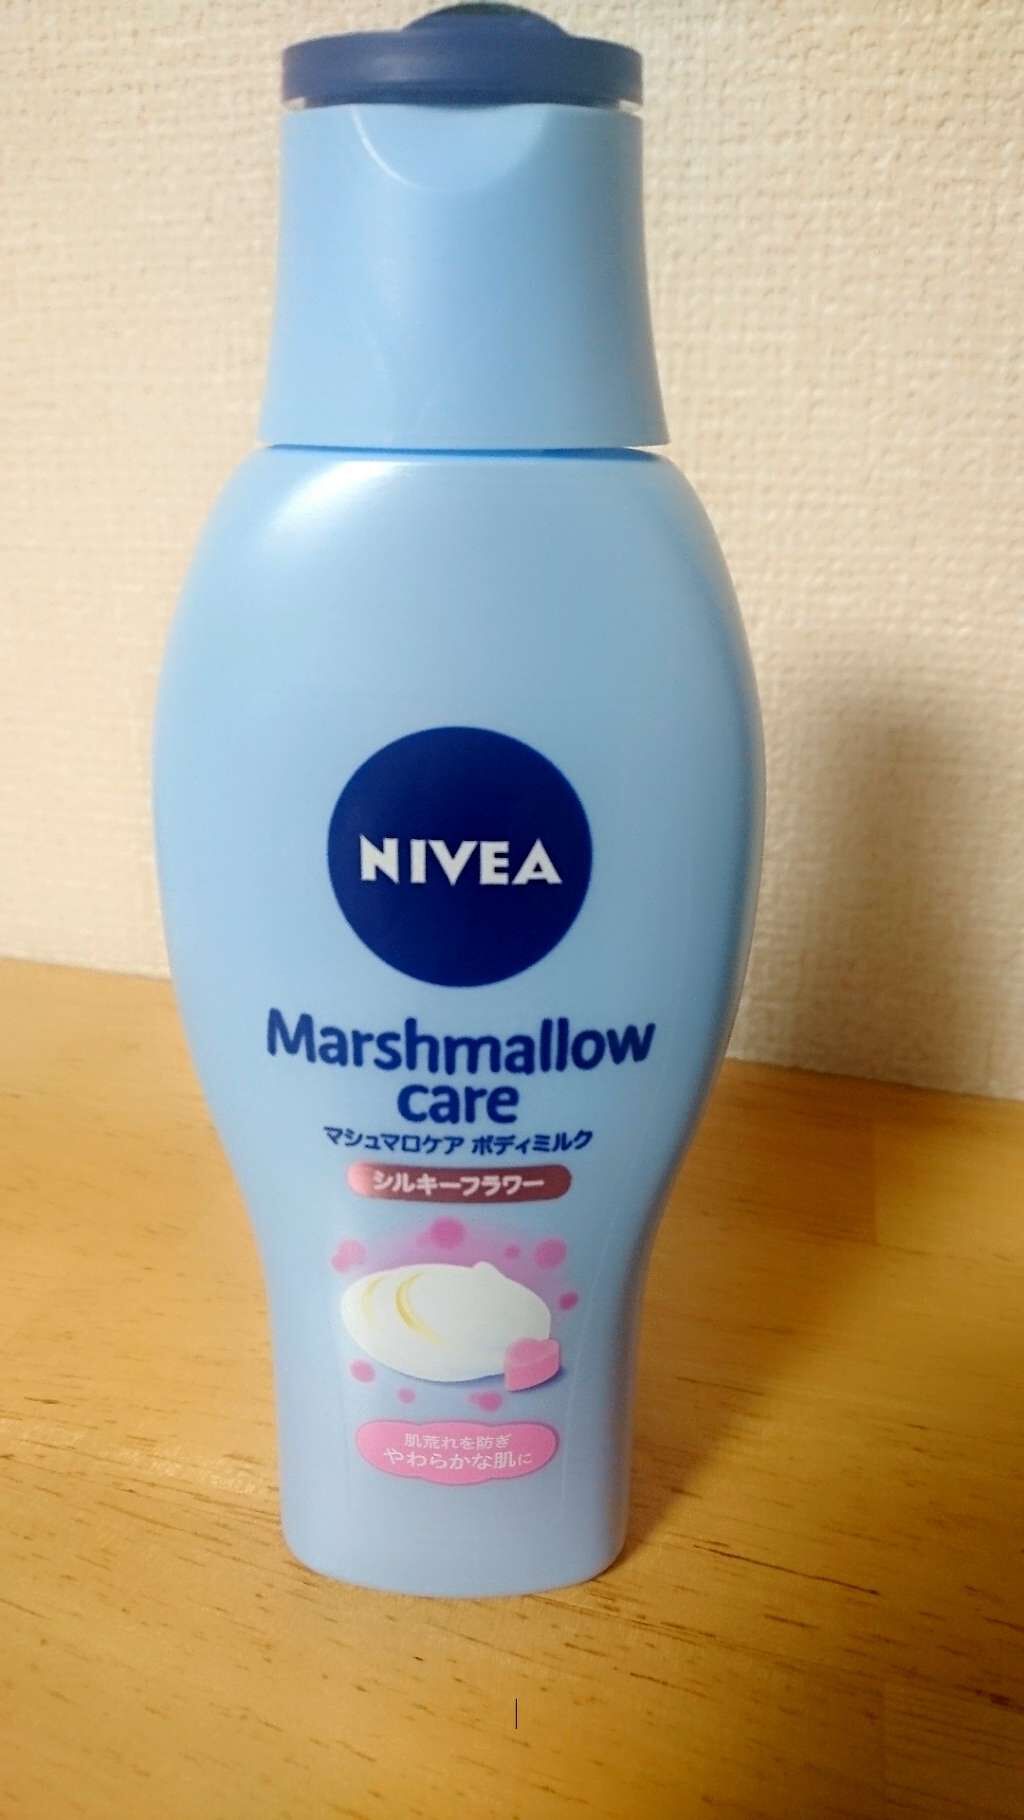 NIVEA
Marshmallow
care
マシュマロケア ボディミルク
シルキーフラワー
肌荒れを防ぎ
やわらかな肌に